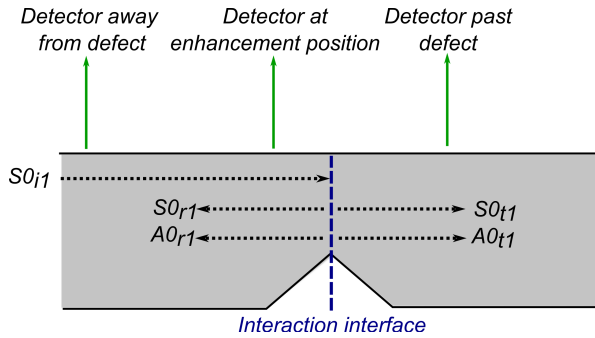 Detector away
from defect
Detector at
enhancement position
Detector past
defect
S0i1
S0r1
S0t1
A0r1
A0t1
Interaction interface